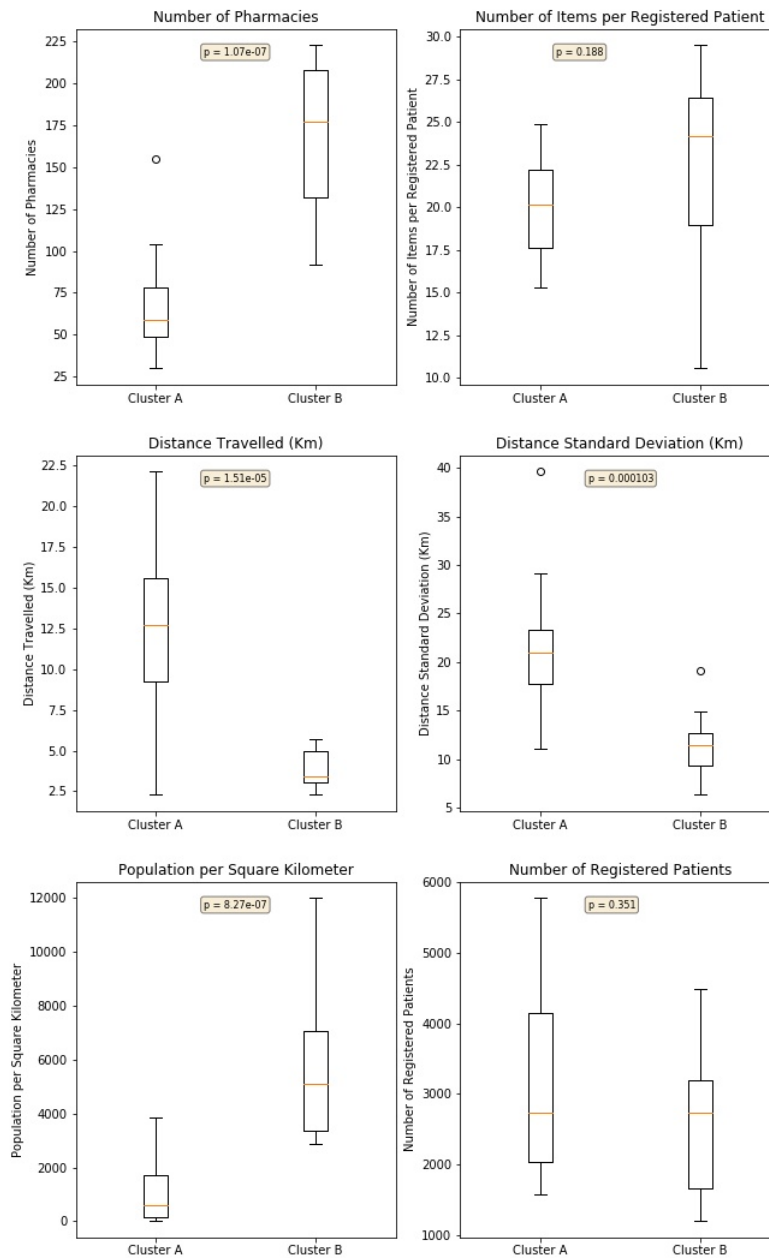 Number of Pharmacies
p = 1.07e-07
Number of Pharmacies
225
200
175
150
125
100
75
50
25
Cluster A
Cluster B
Number of Items per Registered Patient
p = 0.188
Number of Items per Registered Patient
30.0
27.5
25.0
22.5
20.0
17.5
15.0
12.5
10.0
Cluster A
Cluster B
Distance Travelled (Km)
p = 1.51e-05
Distance Travelled (Km)
22.5
20.0
17.5
15.0
12.5
10.0
7.5
5.0
2.5
Cluster A
Cluster B
Distance Standard Deviation (Km)
p = 0.000103
Distance Standard Deviation (Km)
40
35
30
25
20
15
10
5
Cluster A
Cluster B
Population per Square Kilometer
p = 8.27e-07
Population per Square Kilometer
12000
10000
8000
6000
4000
2000
0
Cluster A
Cluster B
Number of Registered Patients
p = 0.351
Number of Registered Patients
6000
5000
4000
3000
2000
1000
Cluster A
Cluster B